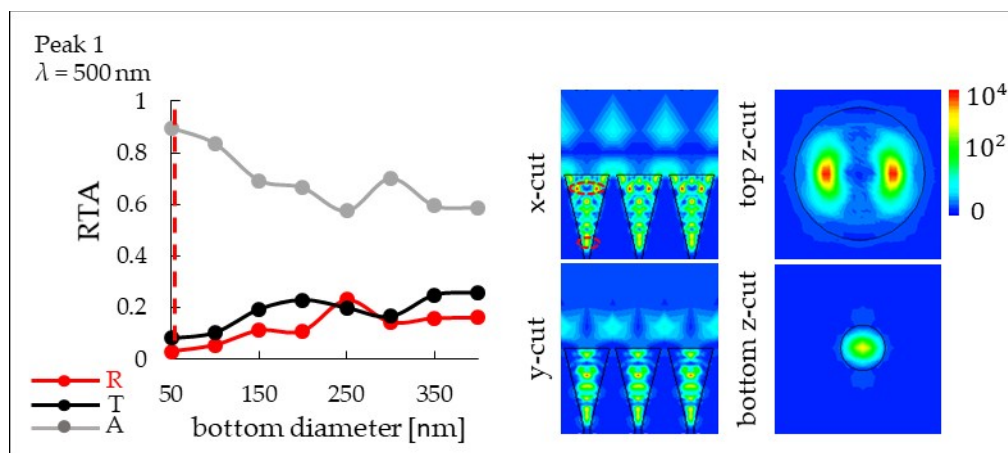 Peak 1
λ = 500 nm
1
0.8
0.6
0.4
0.2
0
RTA
50
150
250
350
bottom diameter [nm]
R
T
A
x-cut
y-cut
top z-cut
bottom z-cut
10⁴
10²
0